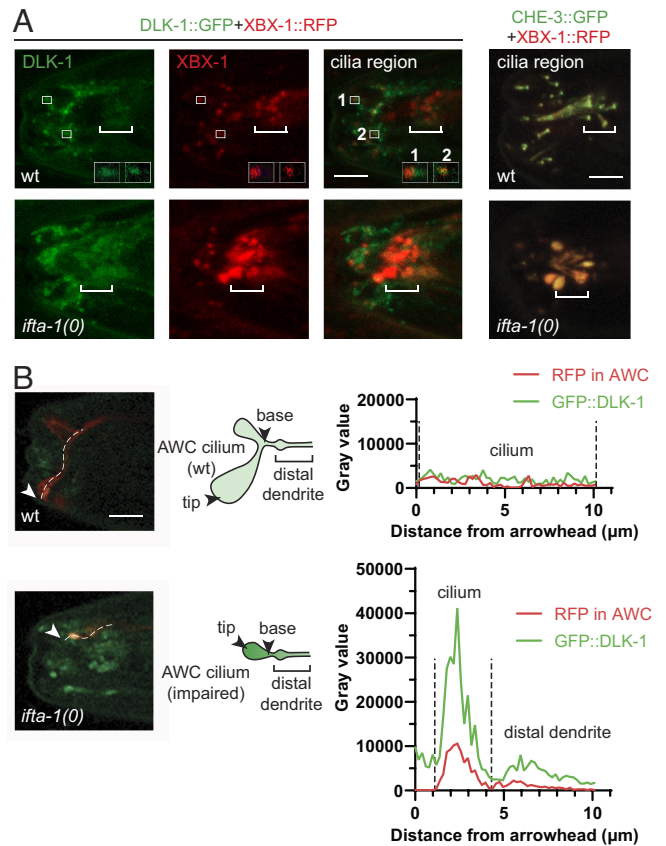 A
DLK-1::GFP+XBX-1::RFP
CHE-3::GFP
+XBX-1::RFP
DLK-1
XBX-1
cilia region
cilia region
1
2
1 2
wt
wt
ifta-1(0)
ifta-1(0)
B
wt
AWC cilium
(wt)
base
tip
distal
dendrite
RFP in AWC
GFP::DLK-1
Gray value
20000
15000
10000
5000
0
cilium
0 5 10
Distance from arrowhead (µm)
ifta-1(0)
tip
base
AWC cilium
(impaired)
distal
dendrite
RFP in AWC
GFP::DLK-1
Gray value
50000
40000
30000
20000
10000
0
cilium
distal dendrite
0 5 10
Distance from arrowhead (µm)